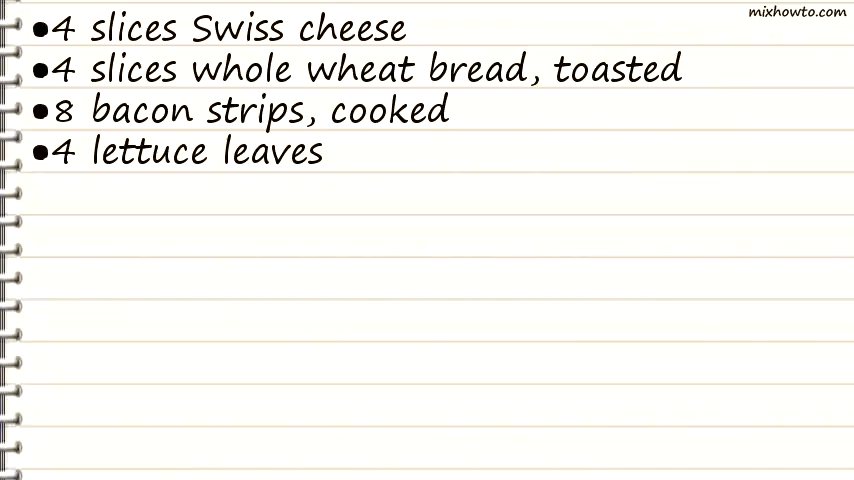 mixhowto.com
•4 slices Swiss cheese
•4 slices whole wheat bread, toasted
•8 bacon strips, cooked
•4 lettuce leaves